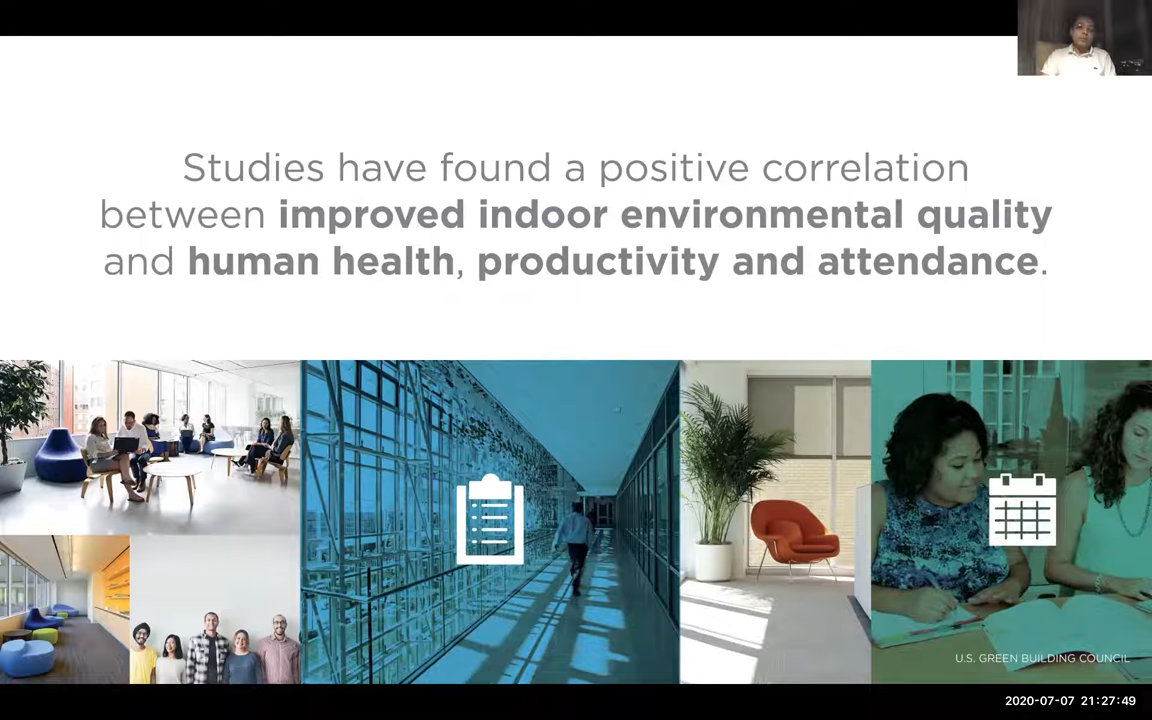 Studies have found a positive correlation
between improved indoor environmental quality
and human health, productivity and attendance.
U.S. GREEN BUILDING COUNCIL
2020-07-07 21:27:49